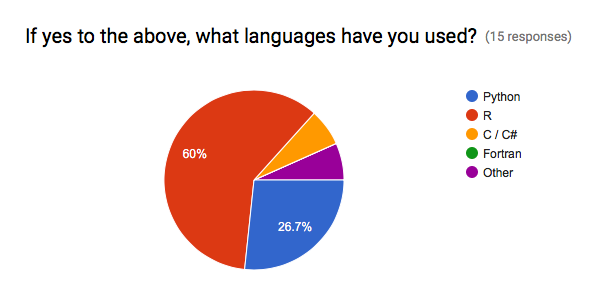 If yes to the above, what languages have you used? (15 responses)
Python
R
C / C#
Fortran
Other
60%
26.7%